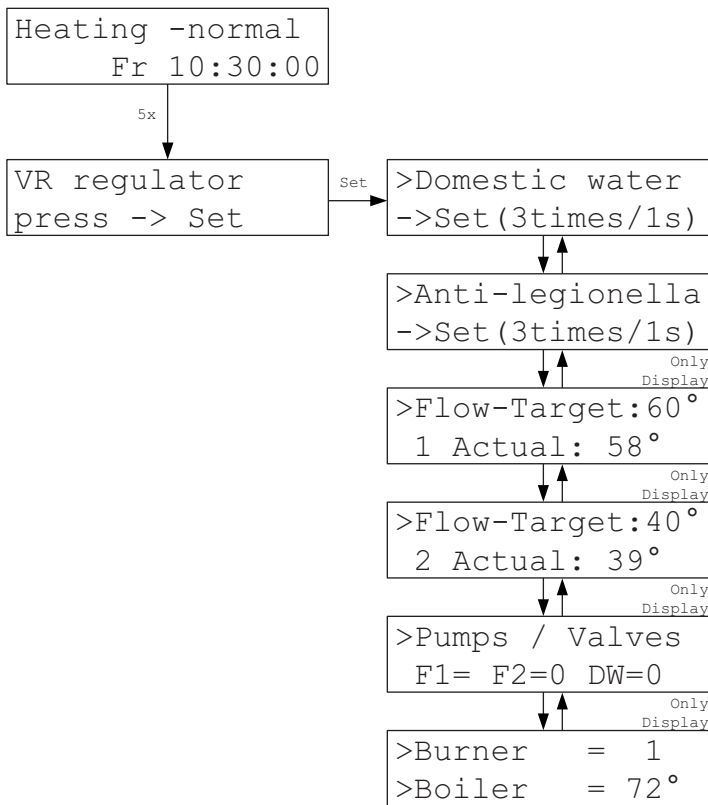 Heating -normal
Fr 10:30:00
5x
VR regulator
press -> Set
Set
>Domestic water
->Set(3times/1s)
>Anti-legionella
->Set(3times/1s)
Only
Display
>Flow-Target:60°
1 Actual: 58°
Only
Display
>Flow-Target:40°
2 Actual: 39°
Only
Display
>Pumps / Valves
F1= F2=0 DW=0
Only
Display
>Burner = 1
>Boiler = 72°